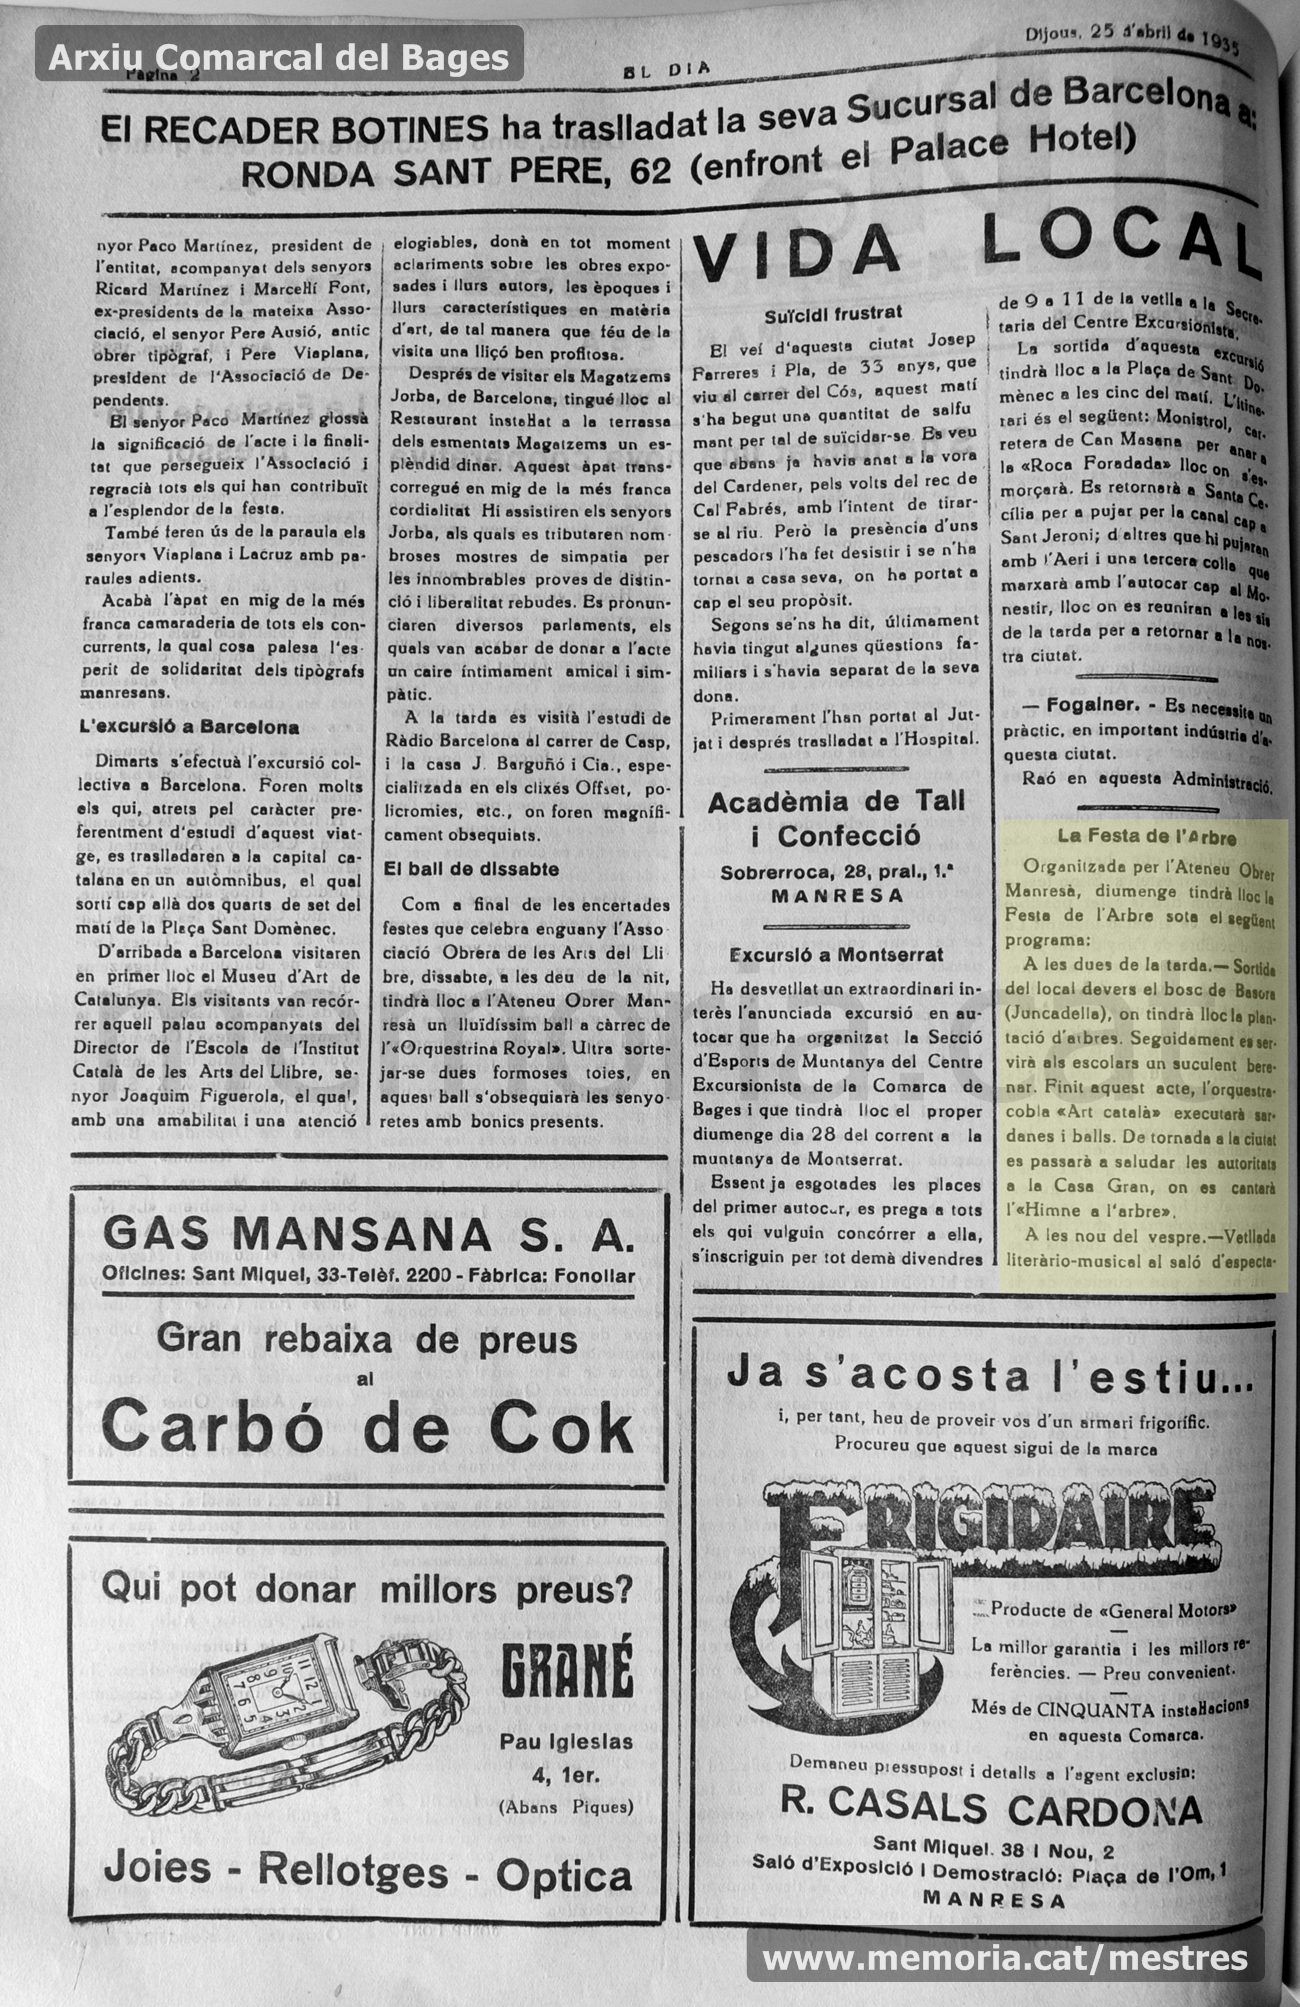 Arxiu Comarcal del Bages
Pàgina 2
EL DIA
Dijous, 25 d'abril de 1935
El RECADER BOTINES ha traslladat la seva Sucursal de Barcelona a:
RONDA SANT PERE, 62 (enfront el Palace Hotel)
nyor Paco Martínez, president de
l'entitat, acompanyat dels senyors
Ricard Martínez i Marceŀlí Font,
ex-presidents de la mateixa Asso-
ciació, el senyor Pere Ausió, antic
obrer tipògraf, i Pere Viaplana,
president de l'Associació de De-
pendents.
El senyor Paco Martínez glossà
la significació de l'acte i la finali-
tat que persegueix l'Associació i
regracià tots els qui han contribuït
a l'esplendor de la festa.
També feren ús de la paraula els
senyors Viaplana i Lacruz amb pa-
raules adients.
Acabà l'àpat en mig de la més
franca camaraderia de tots els con-
currents, la qual cosa palesa l'es-
perit de solidaritat dels tipògrafs
manresans.
L'excursió a Barcelona
Dimarts s'efectuà l'excursió col-
lectiva a Barcelona. Foren molts
els qui, atrets pel caràcter pre-
ferentment d'estudi d'aquest viat-
ge, es traslladaren a la capital ca-
talana en un autòmnibus, el qual
sortí cap allà dos quarts de set del
matí de la Plaça Sant Domènec.
D'arribada a Barcelona visitaren
en primer lloc el Museu d'Art de
Catalunya. Els visitants van recór-
rer aquell palau acompanyats del
Director de l'Escola de l'Institut
Català de les Arts del Llibre, se-
nyor Joaquim Figuerola, el qual,
amb una amabilitat i una atenció
elogiables, donà en tot moment
aclariments sobre les obres expo-
sades i llurs autors, les èpoques i
llurs característiques en matèria
d'art, de tal manera que féu de la
visita una lliçó ben profitosa.
Després de visitar els Magatzems
Jorba, de Barcelona, tingué lloc al
Restaurant instaŀlat a la terrassa
dels esmentats Magatzems un es-
plèndid dinar. Aquest àpat trans-
corregué en mig de la més franca
cordialitat Hi assistiren els senyors
Jorba, als quals es tributaren nom-
broses mostres de simpatia per
les innombrables proves de distin-
ció i liberalitat rebudes. Es pronun-
ciaren diversos parlaments, els
quals van acabar de donar a l'acte
un caire íntimament amical i sim-
pàtic.
A la tarda es visità l'estudi de
Ràdio Barcelona al carrer de Casp,
i la casa J. Barguñó i Cia., espe-
cialitzada en els clixés Offset, po-
licromies, etc., on foren magnífi-
cament obsequiats.
El ball de dissabte
Com a final de les encertades
festes que celebra enguany l'Asso-
ciació Obrera de les Arts del Lli
bre, dissabte, a les deu de la nit,
tindrà lloc a l'Ateneu Obrer Man-
resà un lluïdíssim ball a càrrec de
l'«Orquestrina Royal». Ultra sorte-
jar-se dues formoses toies, en
aquest ball s'obsequiarà les senyo-
retes amb bonics presents.
VIDA LOCAL
Suïcidi frustrat
El veí d'aquesta ciutat Josep
Farreres i Pla, de 33 anys, que
viu al carrer del Cós, aquest matí
s'ha begut una quantitat de salfu
mant per tal de suïcidar-se. Es veu
que abans ja havia anat a la vora
del Cardener, pels volts del rec de
Cal Fabrés, amb l'intent de tirar-
se al riu. Però la presència d'uns
pescadors l'ha fet desistir i se n'ha
tornat a casa seva, on ha portat a
cap el seu propòsit.
Segons se'ns ha dit, últimament
havia tingut algunes qüestions fa-
miliars i s'havia separat de la seva
dona.
Primerament l'han portat al Jut-
jat i després traslladat a l'Hospital.
Acadèmia de Tall
i Confecció
Sobrerroca, 28, pral., 1.ª
MANRESA
Excursió a Montserrat
Ha desvetllat un extraordinari in-
terès l'anunciada excursió en au-
tocar que ha organitzat la Secció
d'Esports de Muntanya del Centre
Excursionista de la Comarca de
Bages i que tindrà lloc el proper
diumenge dia 28 del corrent a la
muntanya de Montserrat.
Essent ja esgotades les places
del primer autocar, es prega a tots
els qui vulguin concórrer a ella,
s'inscriguin per tot demà divendres
de 9 a 11 de la vetlla a la Secre-
taria del Centre Excursionista.
La sortida d'aquesta excursió
tindrà lloc a la Plaça de Sant Do-
mènec a les cinc del matí. L'itine-
rari és el següent: Monistrol, car-
retera de Can Masana per anar a
la «Roca Foradada» lloc on s'es-
morçarà. Es retornarà a Santa Ce-
cília per a pujar per la canal cap a
Sant Jeroni; d'altres que hi pujaran
amb l'Aeri i una tercera colla que
marxarà amb l'autocar cap al Mo-
nestir, lloc on es reuniran a les sis
de la tarda per a retornar a la nos-
tra ciutat.
— Fogainer. - Es necessita un
pràctic, en important indústria d'a-
questa ciutat.
Raó en aquesta Administració.
La Festa de l'Arbre
Organitzada per l'Ateneu Obrer
Manresà, diumenge tindrà lloc la
Festa de l'Arbre sota el següent
programa:
A les dues de la tarda.— Sortida
del local devers el bosc de Basora
(Juncadella), on tindrà lloc la plan-
tació d'arbres. Seguidament es ser-
virà als escolars un suculent bere-
nar. Finit aquest acte, l'orquestra-
cobla «Art català» executarà sar-
danes i balls. De tornada a la ciutat
es passarà a saludar les autoritats
a la Casa Gran, on es cantarà
l'«Himne a l'arbre».
A les nou del vespre.—Vetllada
literàrio-musical al saló d'especta-
GAS MANSANA S. A.
Oficines: Sant Miquel, 33-Telèf. 2200 - Fàbrica: Fonollar
Gran rebaixa de preus
al
Carbó de Cok
Qui pot donar millors preus?
GRANÉ
Pau Iglesias
4, 1er.
(Abans Piques)
Joies - Rellotges - Optica
Ja s'acosta l'estiu...
i, per tant, heu de proveir vos d'un armari frigorífic.
Procureu que aquest sigui de la marca
FRIGIDAIRE
Producte de «General Motors»
La millor garantia i les millors re-
ferències. — Preu convenient.
Més de CINQUANTA instaŀlacions
en aquesta Comarca.
Demaneu pressupost i detalls a l'agent exclusiu:
R. CASALS CARDONA
Sant Miquel. 38 i Nou, 2
Saló d'Exposició i Demostració: Plaça de l'Om, 1
MANRESA
www.memoria.cat/mestres